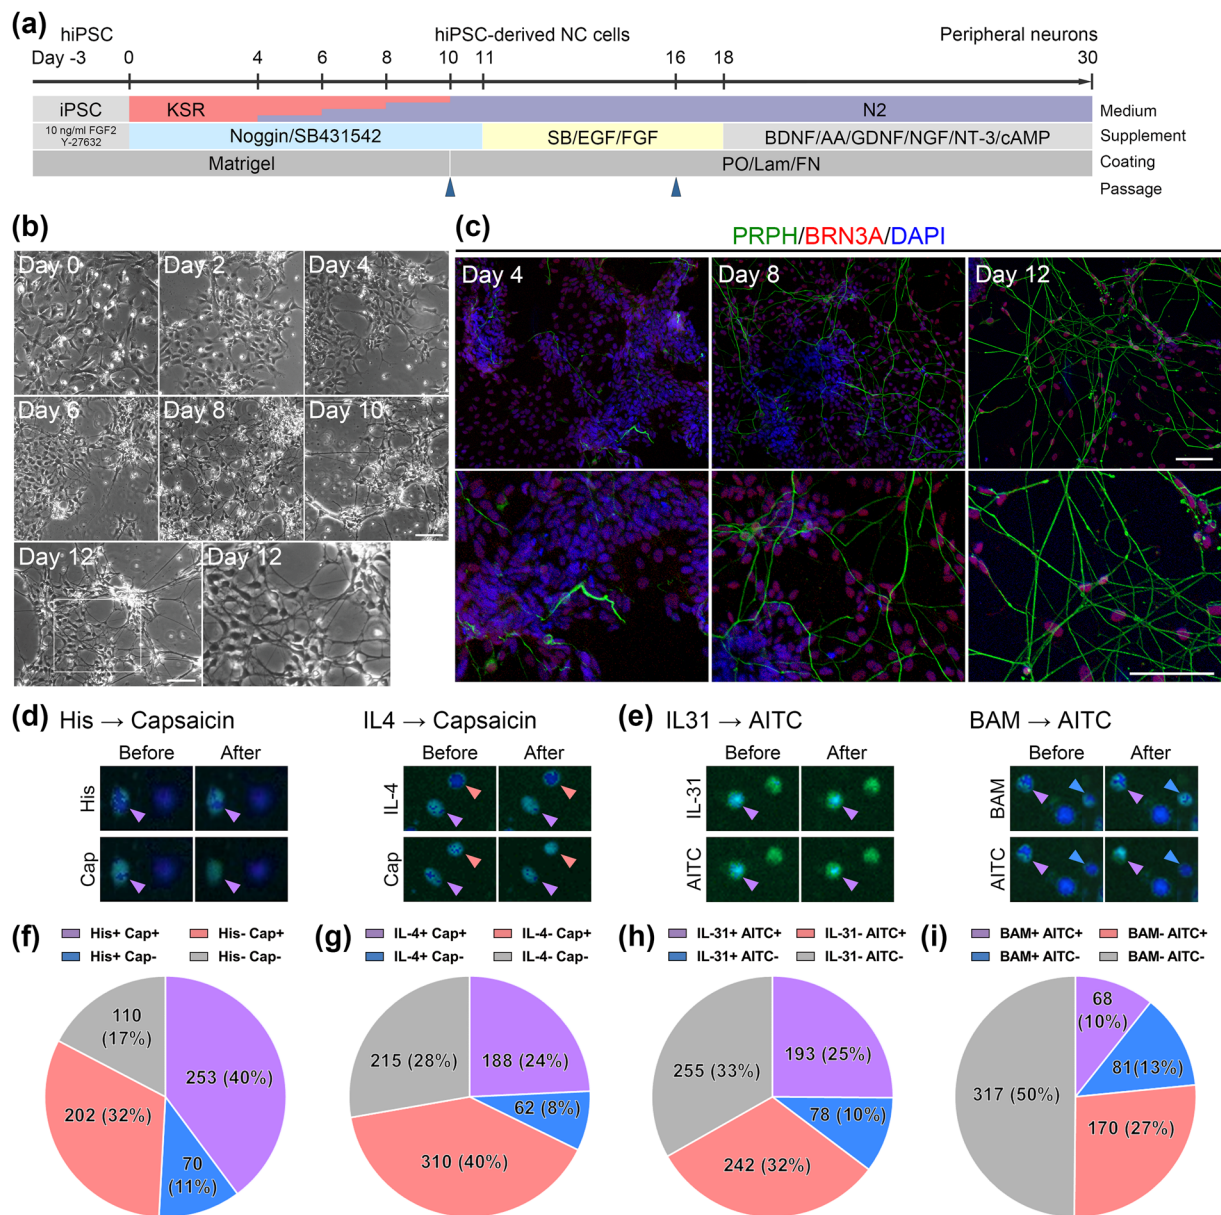 (a)
hiPSC
hiPSC-derived NC cells
Peripheral neurons
Day -3 0 4 6 8 10 11 16 18 30
iPSC KSR N2 Medium
10 ng/ml FGF2
Y-27632
Noggin/SB431542 SB/EGF/FGF BDNF/AA/GDNF/NGF/NT-3/cAMP Supplement
Matrigel PO/Lam/FN Coating
Passage
(b)
Day 0 Day 2 Day 4
Day 6 Day 8 Day 10
Day 12 Day 12
(c)
PRPH/BRN3A/DAPI
Day 4 Day 8 Day 12
(d) His → Capsaicin
Before After
His
Cap
IL4 → Capsaicin
Before After
IL-4
Cap
(e) IL31 → AITC
Before After
IL-31
AITC
BAM → AITC
Before After
BAM
AITC
(f)
His+ Cap+ His- Cap+
His+ Cap- His- Cap-
110
(17%)
253 (40%)
202 (32%)
70
(11%)
(g)
IL-4+ Cap+ IL-4- Cap+
IL-4+ Cap- IL-4- Cap-
215 (28%) 188 (24%)
62 (8%)
310 (40%)
(h)
IL-31+ AITC+ IL-31- AITC+
IL-31+ AITC- IL-31- AITC-
255 (33%) 193 (25%)
78 (10%)
242 (32%)
(i)
BAM+ AITC+ BAM- AITC+
BAM+ AITC- BAM- AITC-
68
(10%)
81(13%)
317 (50%)
170 (27%)